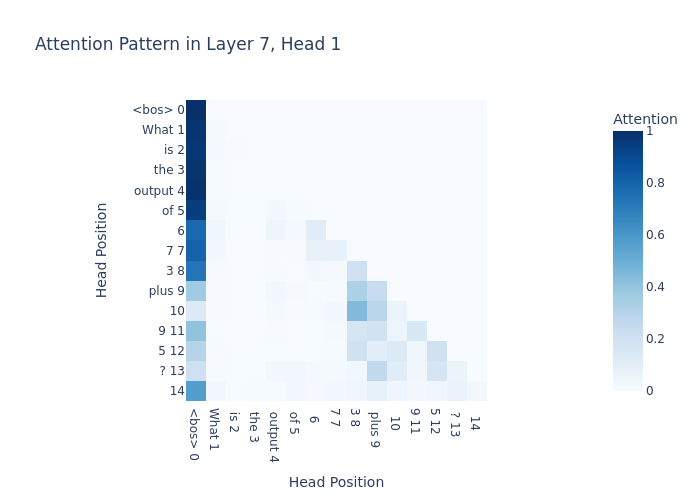 Attention Pattern in Layer 7, Head 1
Attention
<bos> 0
What 1
is 2
the 3
output 4
of 5
6
7 7
3 8
plus 9
10
9 11
5 12
? 13
14
Head Position
<bos> 0
What 1
is 2
the 3
output 4
of 5
6
7 7
3 8
plus 9
10
9 11
5 12
? 13
14
Head Position
1
0.8
0.6
0.4
0.2
0